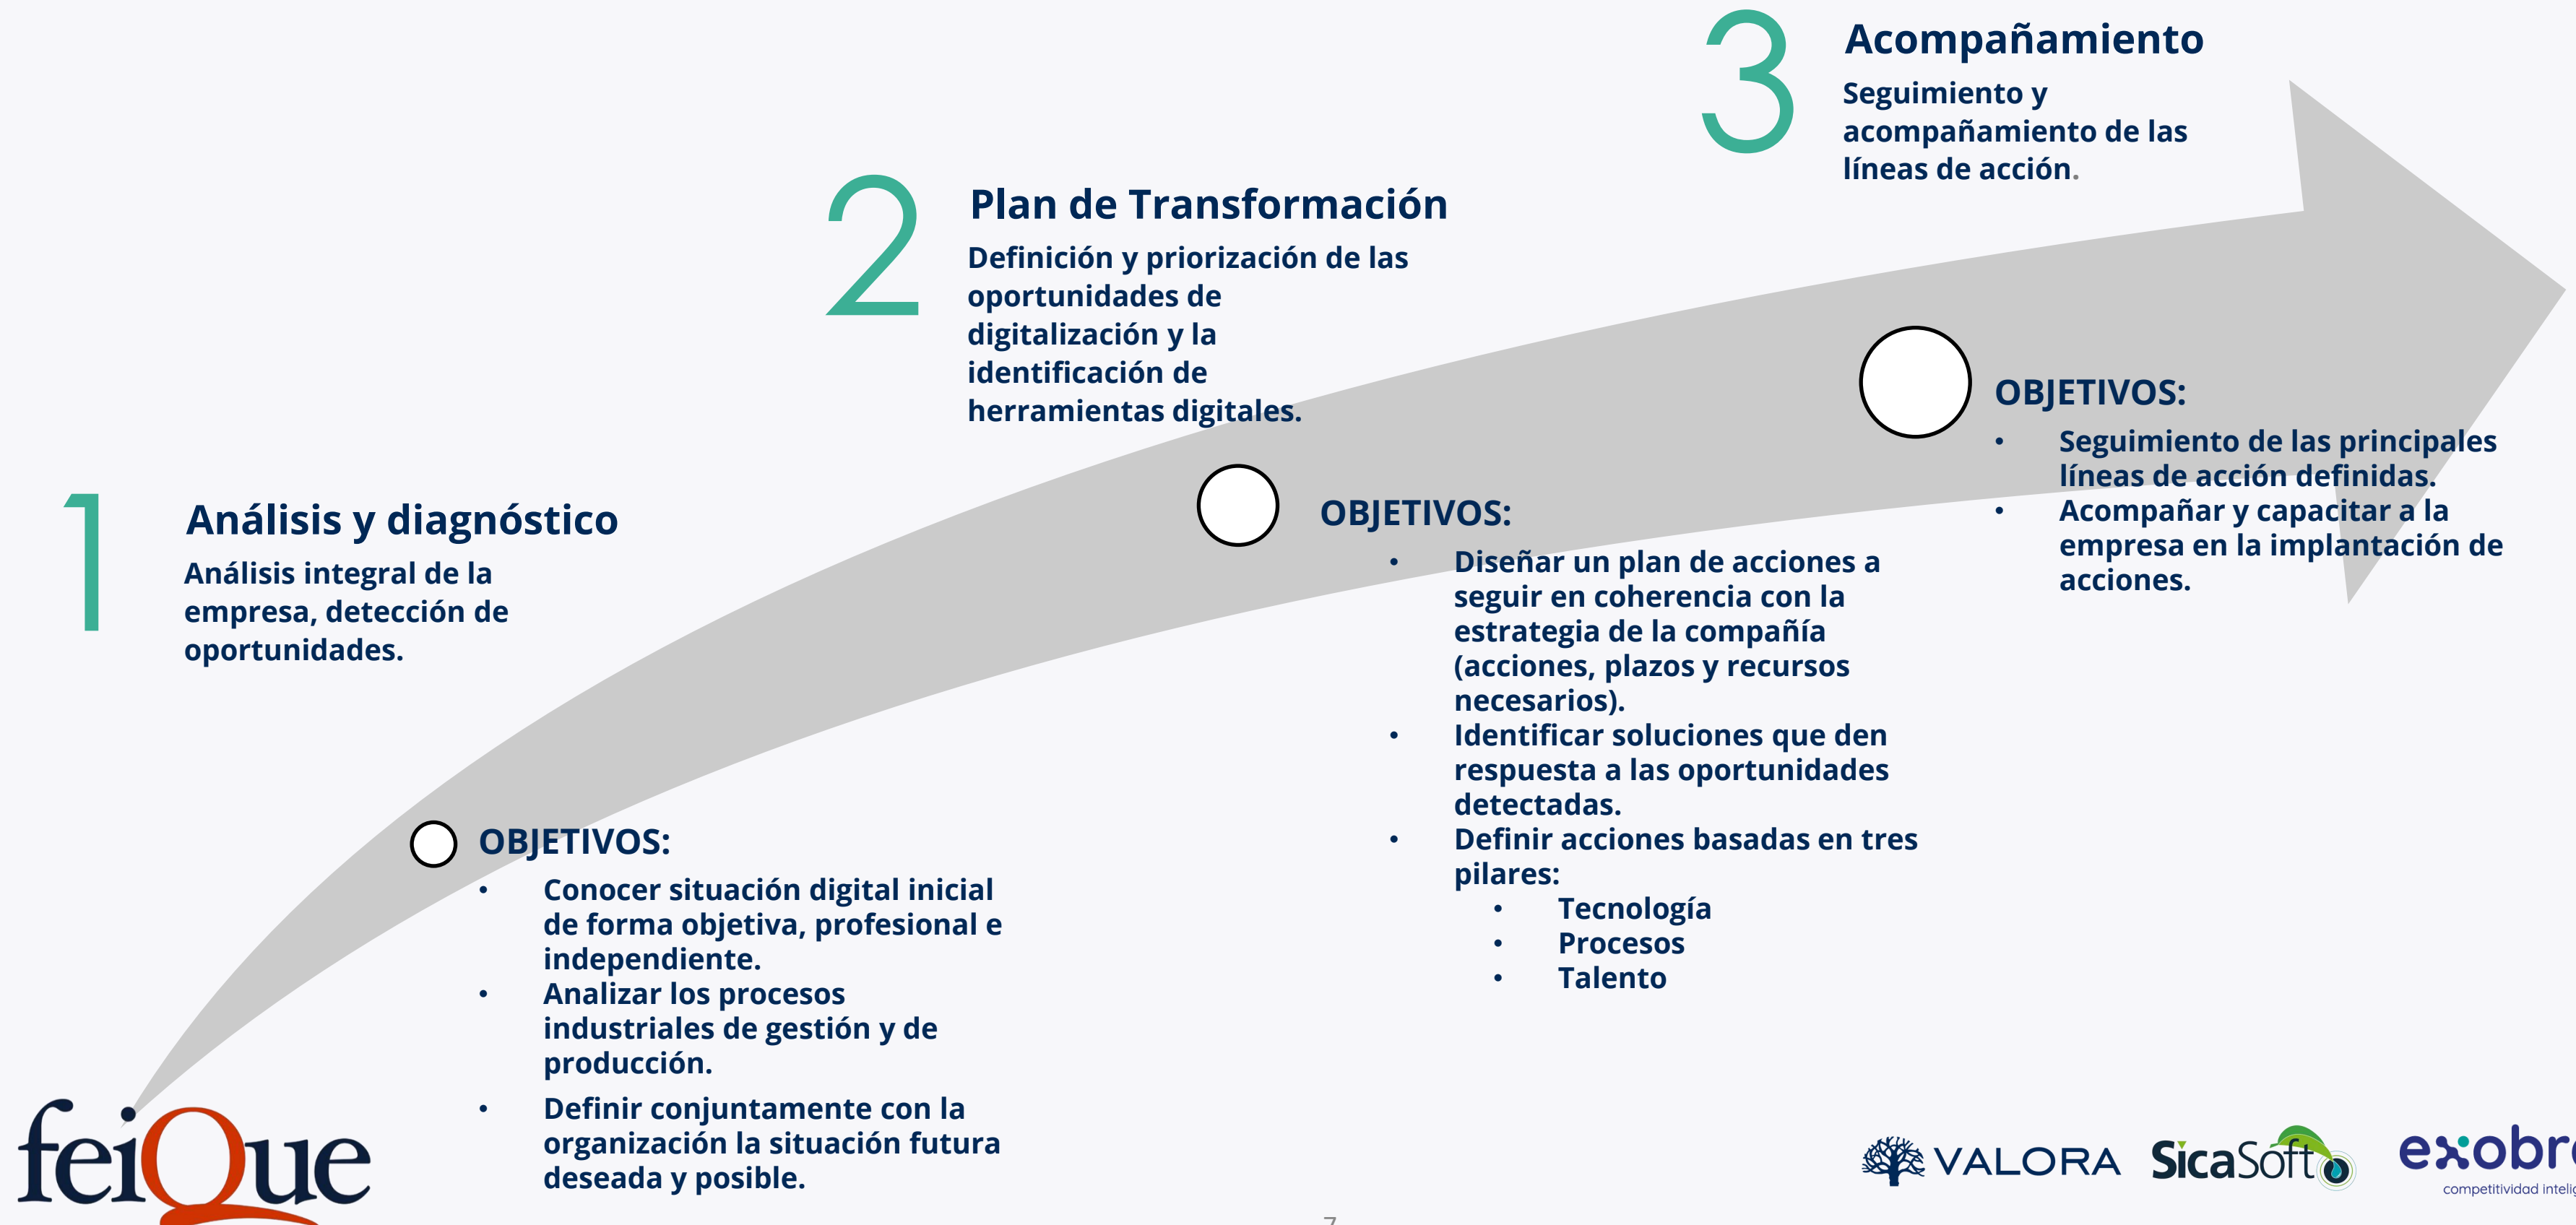 1
Análisis y diagnóstico
Análisis integral de la
empresa, detección de
oportunidades.
OBJETIVOS:
• Conocer situación digital inicial
de forma objetiva, profesional e
independiente.
• Analizar los procesos
industriales de gestión y de
producción.
• Definir conjuntamente con la
organización la situación futura
deseada y posible.
2
Plan de Transformación
Definición y priorización de las
oportunidades de
digitalización y la
identificación de
herramientas digitales.
OBJETIVOS:
• Diseñar un plan de acciones a
seguir en coherencia con la
estrategia de la compañía
(acciones, plazos y recursos
necesarios).
• Identificar soluciones que den
respuesta a las oportunidades
detectadas.
• Definir acciones basadas en tres
pilares:
• Tecnología
• Procesos
• Talento
3
Acompañamiento
Seguimiento y
acompañamiento de las
líneas de acción.
OBJETIVOS:
• Seguimiento de las principales
líneas de acción definidas.
• Acompañar y capacitar a la
empresa en la implantación de
acciones.
feiQue
VALORA
SicaSoft
competitividad
7